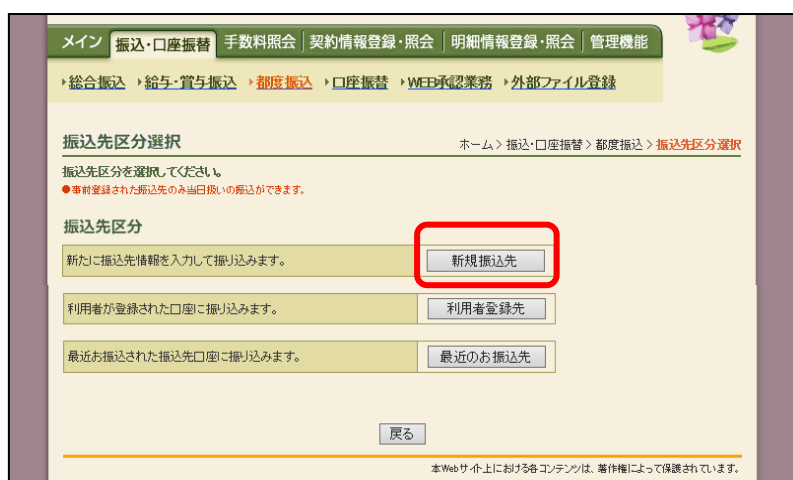 メイン 振込・口座振替 手数料照会 契約情報登録・照会 明細情報登録・照会 管理機能
総合振込 給与・賞与振込 都度振込 口座振替 WEB承認業務 外部ファイル登録
振込先区分選択
ホーム > 振込・口座振替 > 都度振込 > 振込先区分選択
振込先区分を選択してください。
●事前登録された振込先のみ当日扱いの振込ができます。
振込先区分
新たに振込先情報を入力して振り込みます。 新規振込先
利用者が登録された口座に振り込みます。 利用者登録先
最近お振込された振込先口座に振り込みます。 最近のお振込先
戻る
本Webサイト上における各コンテンツは、著作権によって保護されています。